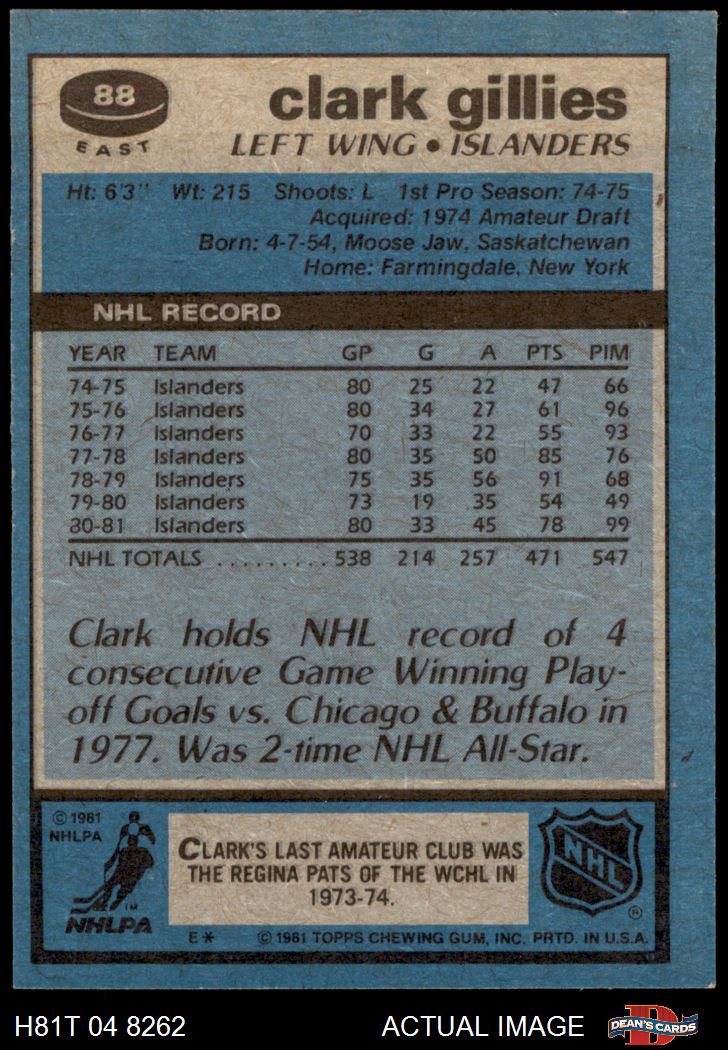 88
EAST
clark gillies
LEFT WING • ISLANDERS
Ht: 6'3" Wt: 215 Shoots: L 1st Pro Season: 74-75
Acquired: 1974 Amateur Draft
Born: 4-7-54, Moose Jaw, Saskatchewan
Home: Farmingdale, New York
NHL RECORD
YEAR TEAM GP G A PTS PIM
74-75 Islanders 80 25 22 47 66
75-76 Islanders 80 34 27 61 96
76-77 Islanders 70 33 22 55 93
77-78 Islanders 80 35 50 85 76
78-79 Islanders 75 35 56 91 68
79-80 Islanders 73 19 35 54 49
80-81 Islanders 80 33 45 78 99
NHL TOTALS .......... 538 214 257 471 547
Clark holds NHL record of 4
consecutive Game Winning Play-
off Goals vs. Chicago & Buffalo in
1977. Was 2-time NHL All-Star.
© 1981
NHLPA
TM
NHLPA
CLARK'S LAST AMATEUR CLUB WAS
THE REGINA PATS OF THE WCHL IN
1973-74.
NHL
®
E* © 1981 TOPPS CHEWING GUM, INC. PRTD. IN U.S.A.
H81T 04 8262 ACTUAL IMAGE
D
DEAN'S CARDS